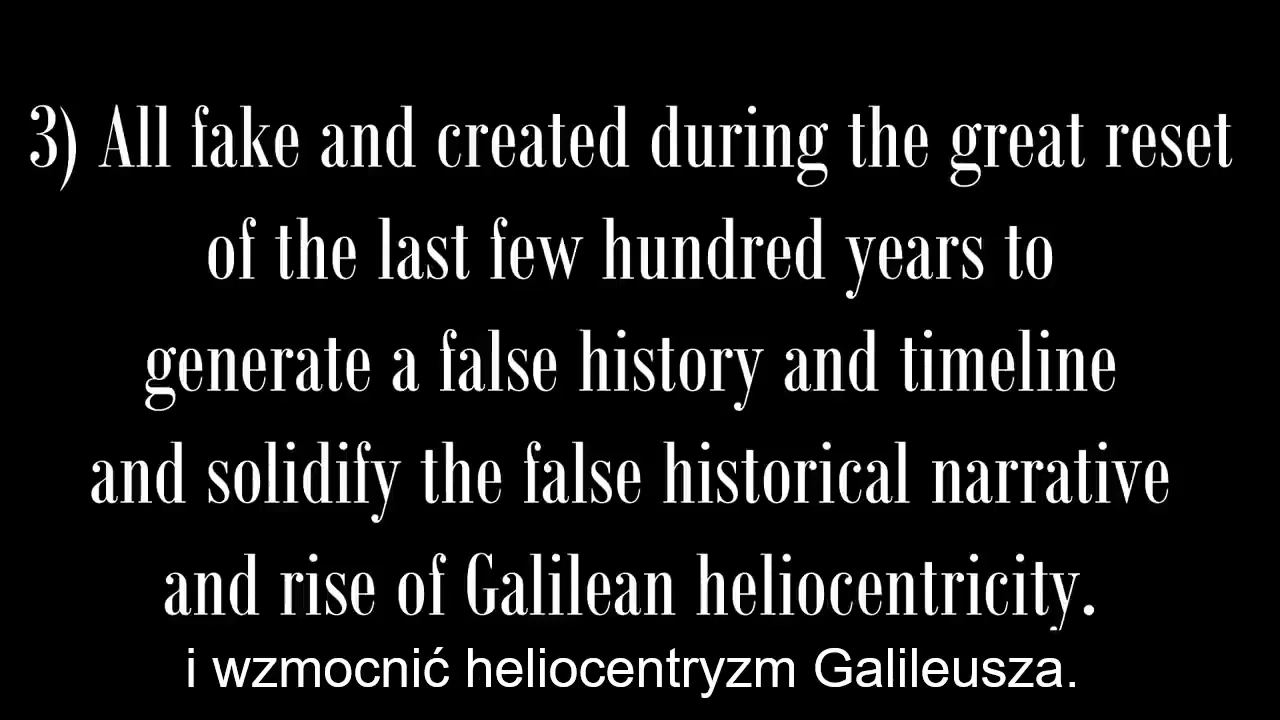 3) All fake and created during the great reset
of the last few hundred years to
generate a false history and timeline
and solidify the false historical narrative
and rise of Galilean heliocentricity.
i wzmocnić heliocentryzm Galileusza.